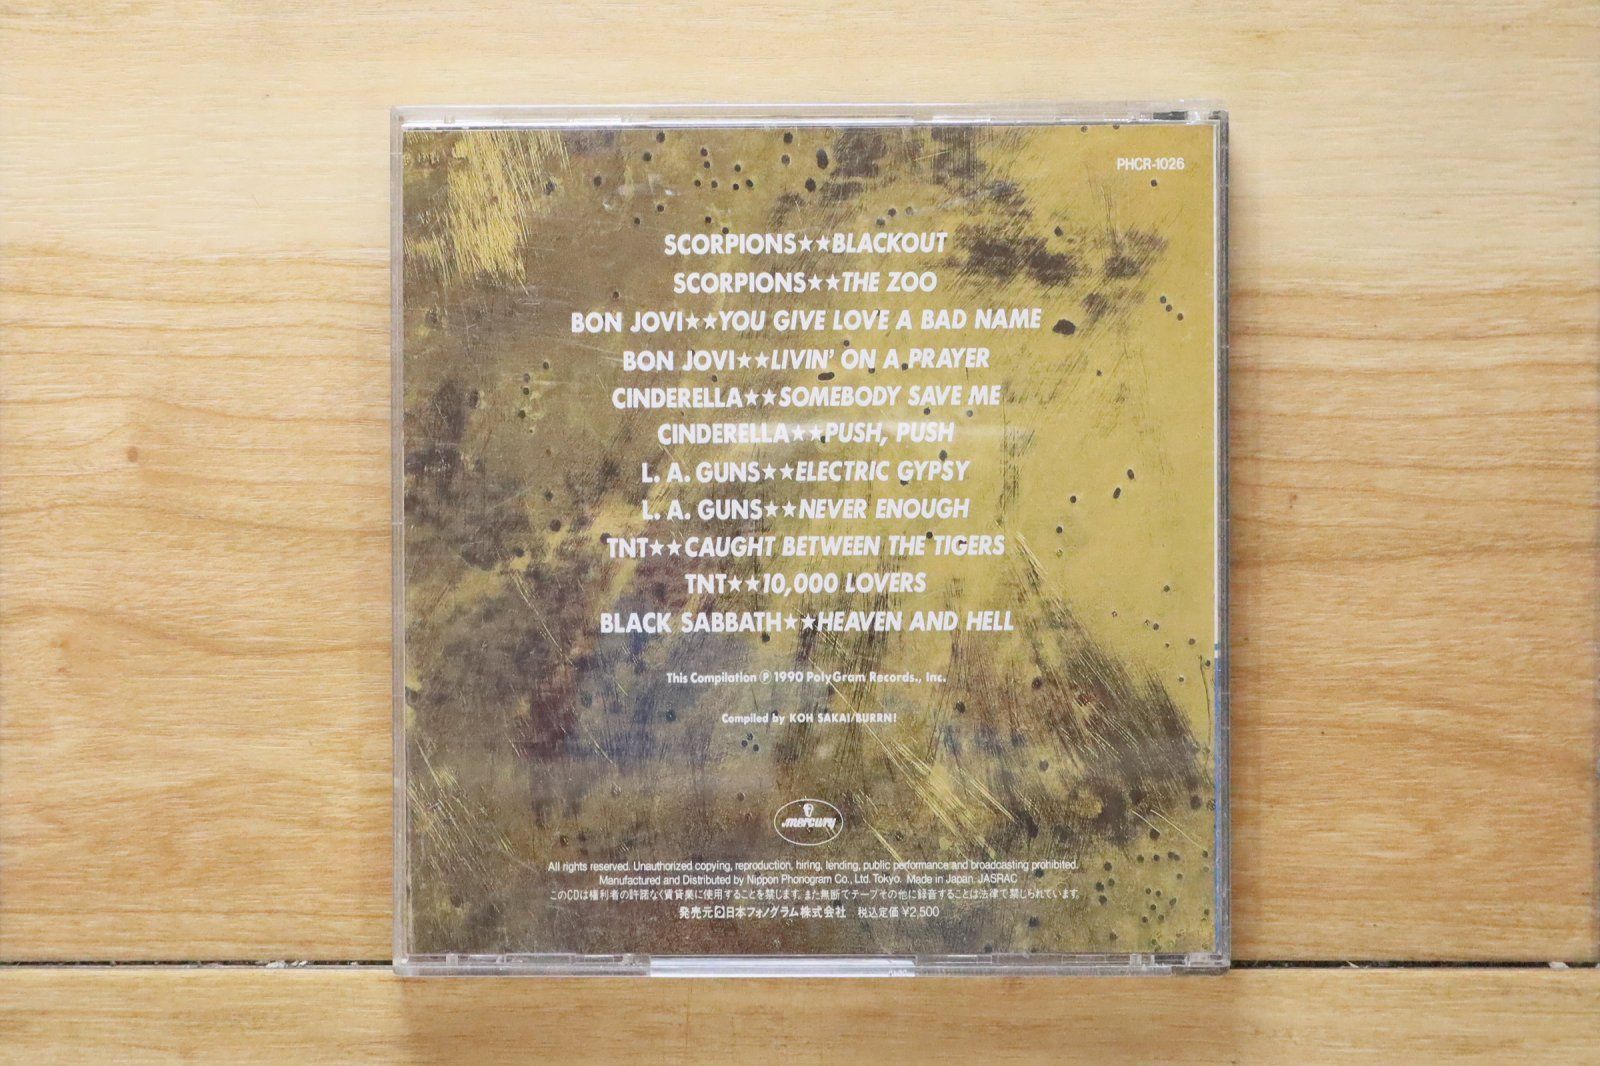 PHCR-1026
SCORPIONS★★BLACKOUT
SCORPIONS★★THE ZOO
BON JOVI★★YOU GIVE LOVE A BAD NAME
BON JOVI★★LIVIN' ON A PRAYER
CINDERELLA★★SOMEBODY SAVE ME
CINDERELLA★★PUSH, PUSH
L. A. GUNS★★ELECTRIC GYPSY
L. A. GUNS★★NEVER ENOUGH
TNT★★CAUGHT BETWEEN THE TIGERS
TNT★★10,000 LOVERS
BLACK SABBATH★★HEAVEN AND HELL
This Compilation Ⓟ 1990 PolyGram Records., Inc.
Compiled by KOH SAKAI/BURRN!
mercury
All rights reserved. Unauthorized copying, reproduction, hiring, lending, public performance and broadcasting prohibited.
Manufactured and Distributed by Nippon Phonogram Co., Ltd. Tokyo. Made in Japan. JASRAC
このCDは権利者の許諾なく賃貸業に使用することを禁じます。また無断でテープその他に録音することは法律で禁じられています。
発売元 日本フォノグラム株式会社 税込定価 ¥2,500